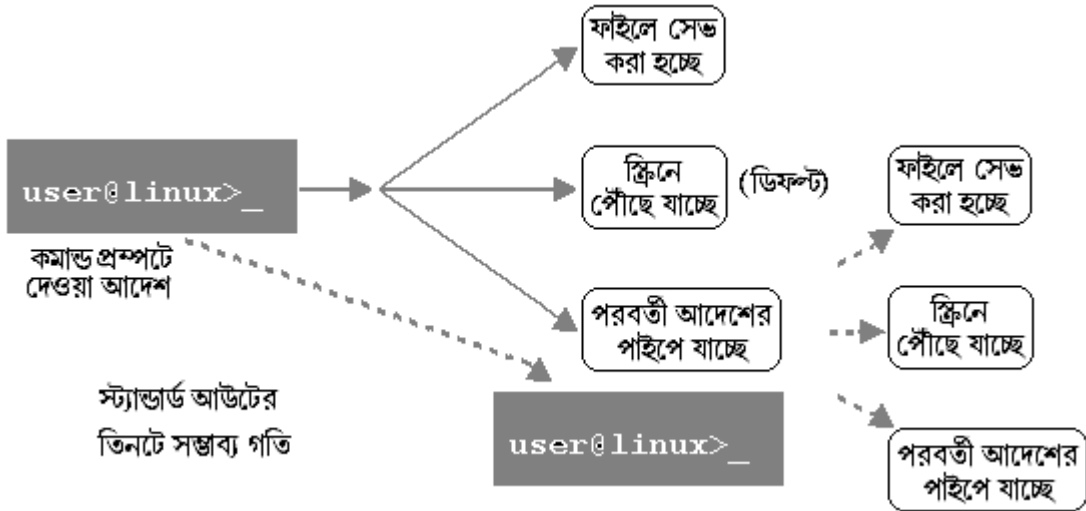 ফাইলে সেভ
করা হচ্ছে
user@linux>_
কমান্ড প্রম্পটে
দেওয়া আদেশ
স্ক্রিনে
পৌঁছে যাচ্ছে
(ডিফল্ট)
পরবর্তী আদেশের
পাইপে যাচ্ছে
ফাইলে সেভ
করা হচ্ছে
স্ক্রিনে
পৌঁছে যাচ্ছে
পরবর্তী আদেশের
পাইপে যাচ্ছে
user@linux>_
স্ট্যান্ডার্ড আউটের
তিনটে সম্ভাব্য গতি